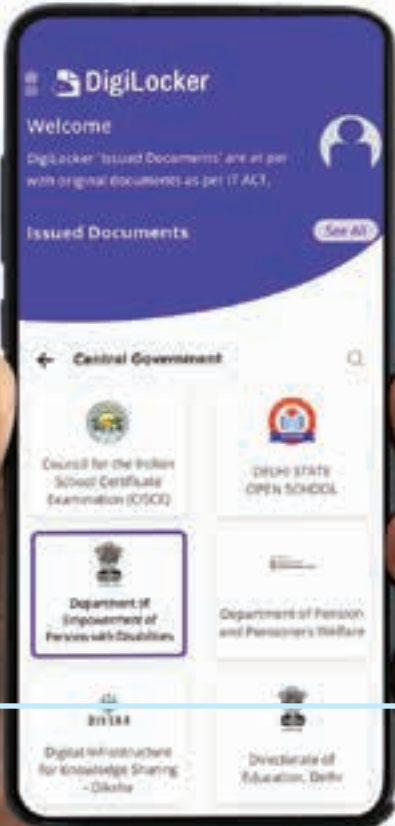 DigiLocker
Welcome
DigiLocker 'Issued Documents' are at par
with original documents as per IT ACT,
Issued Documents
See All
Central Government
Council for the Indian
School Certificate
Examination (CISCE)
DELHI STATE
OPEN SCHOOL
Department of
Empowerment of
Persons with Disabilities
Department of Pension
and Pensioner's Welfare
Digital Infrastructure
for Knowledge Sharing
- Diksha
Directorate of
Education, Delhi